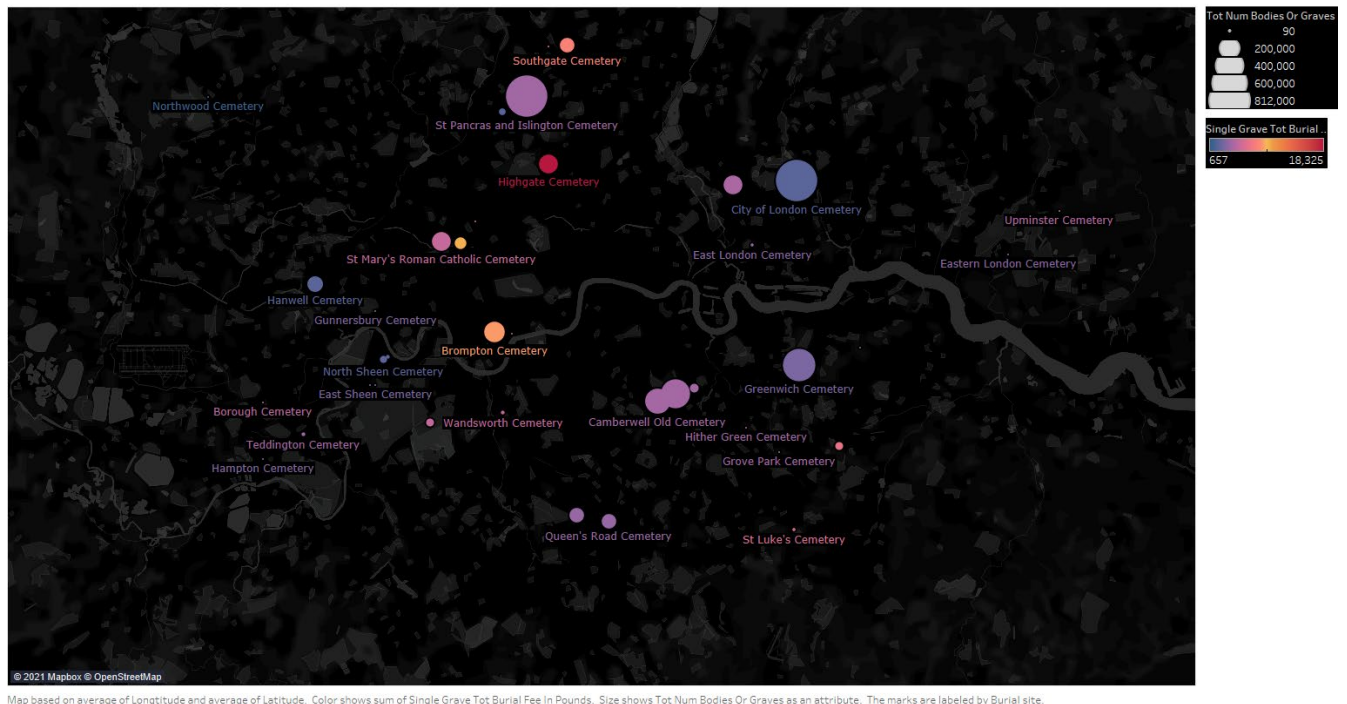 Tot Num Bodies Or Graves
90
200,000
400,000
600,000
812,000
Single Grave Tot Burial ..
657 18,325
Southgate Cemetery
Northwood Cemetery
St Pancras and Islington Cemetery
Highgate Cemetery
City of London Cemetery
Upminster Cemetery
East London Cemetery
St Mary's Roman Catholic Cemetery
Eastern London Cemetery
Hanwell Cemetery
Gunnersbury Cemetery
Brompton Cemetery
North Sheen Cemetery
Greenwich Cemetery
East Sheen Cemetery
Borough Cemetery
Wandsworth Cemetery
Camberwell Old Cemetery
Hither Green Cemetery
Teddington Cemetery
Grove Park Cemetery
Hampton Cemetery
Queen's Road Cemetery
St Luke's Cemetery
© 2021 Mapbox © OpenStreetMap
Map based on average of Longtitude and average of Latitude. Color shows sum of Single Grave Tot Burial Fee In Pounds. Size shows Tot Num Bodies Or Graves as an attribute. The marks are labeled by Burial site.